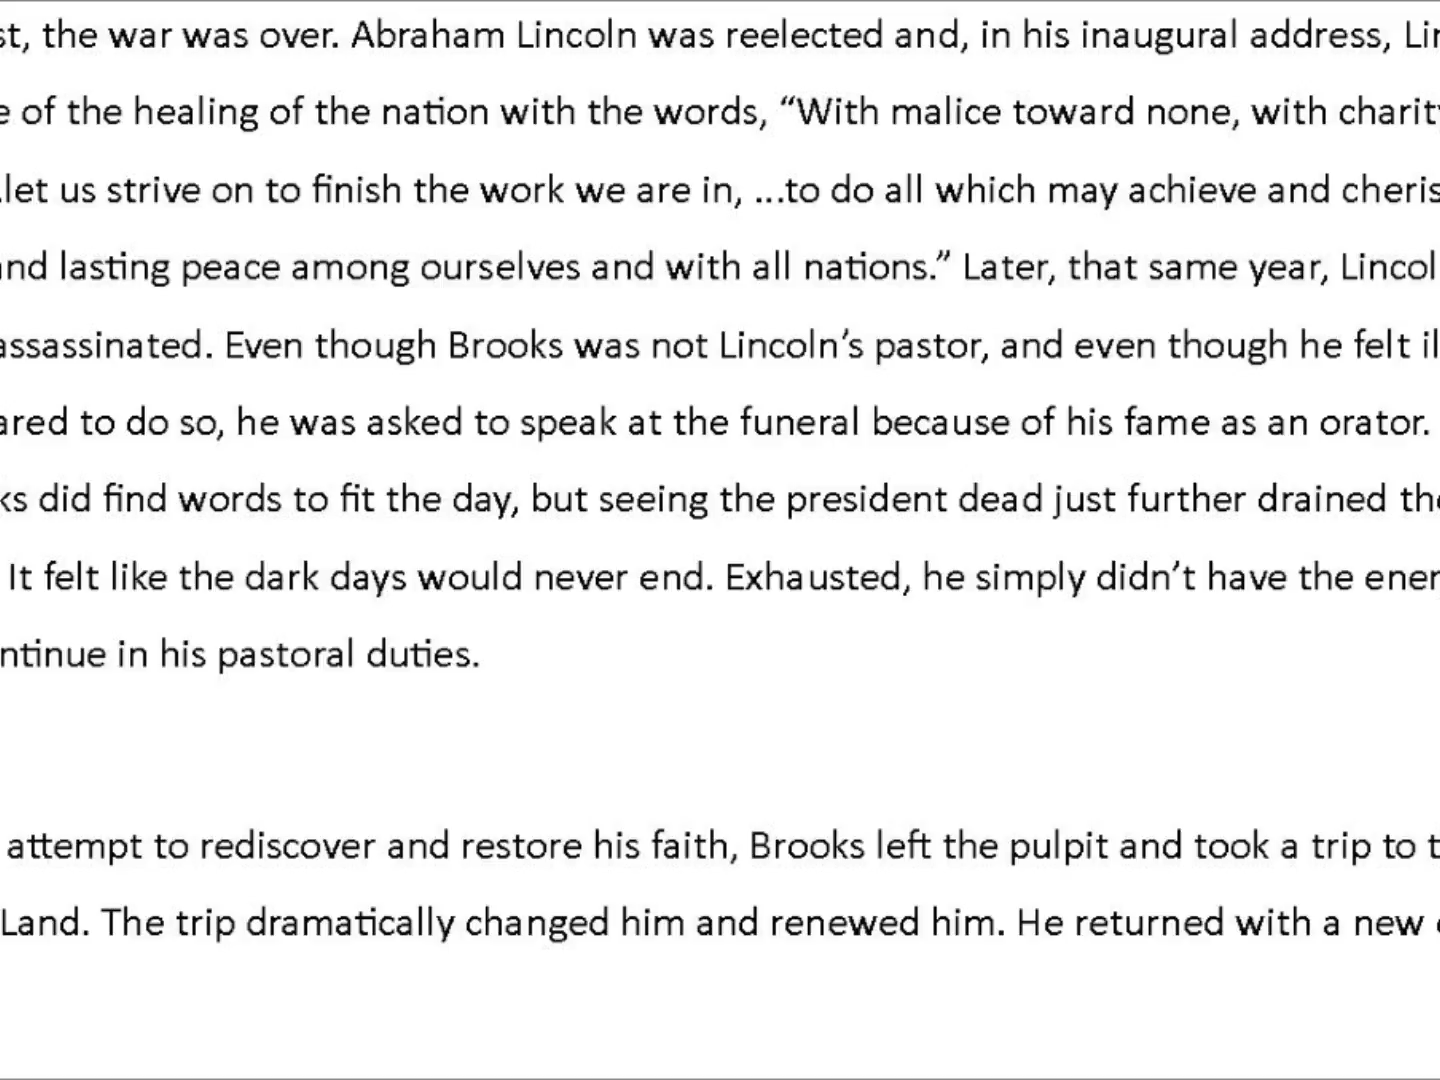 st, the war was over. Abraham Lincoln was reelected and, in his inaugural address, Lin
e of the healing of the nation with the words, “With malice toward none, with charity
.let us strive on to finish the work we are in, ...to do all which may achieve and cheris
and lasting peace among ourselves and with all nations.” Later, that same year, Lincol
assassinated. Even though Brooks was not Lincoln’s pastor, and even though he felt il
ared to do so, he was asked to speak at the funeral because of his fame as an orator.
ks did find words to fit the day, but seeing the president dead just further drained the
It felt like the dark days would never end. Exhausted, he simply didn’t have the ener
ntinue in his pastoral duties.
attempt to rediscover and restore his faith, Brooks left the pulpit and took a trip to t
Land. The trip dramatically changed him and renewed him. He returned with a new